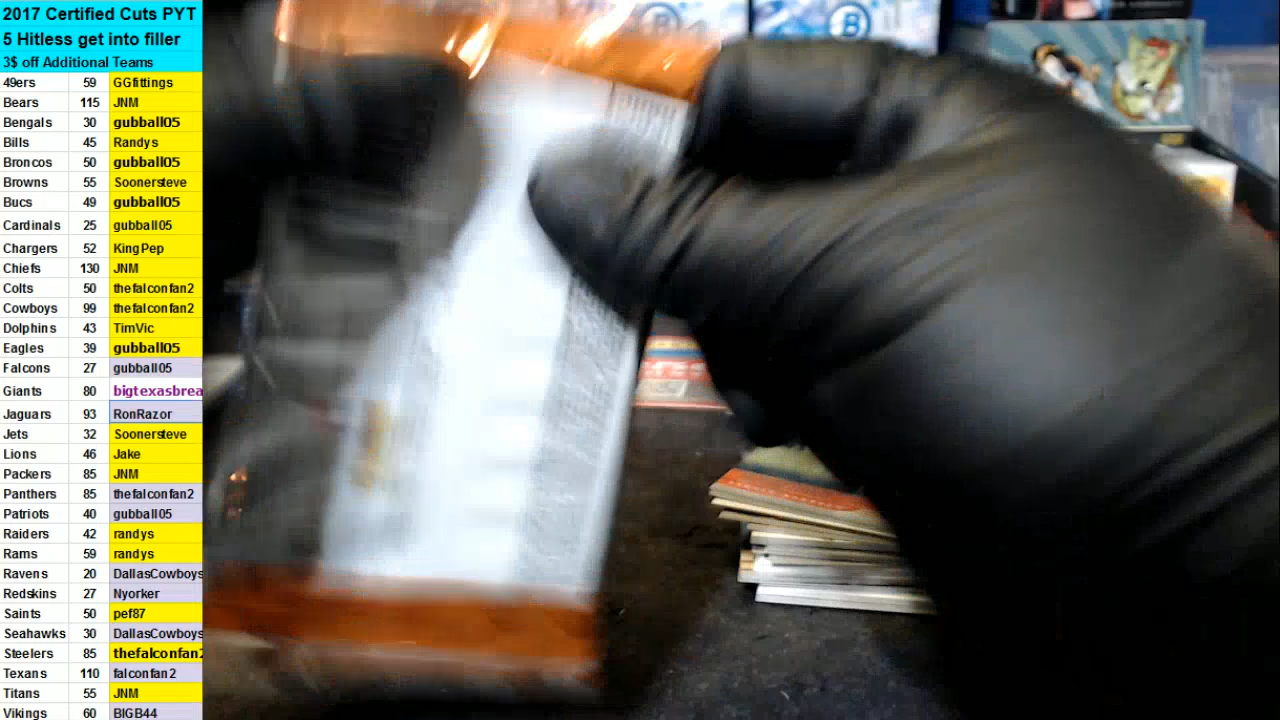 2017 Certified Cuts PYT
5 Hitless get into filler
3$ off Additional Teams
49ers 59 GGfittings
Bears 115 JNM
Bengals 30 gubball05
Bills 45 Randys
Broncos 50 gubball05
Browns 55 Soonersteve
Bucs 49 gubball05
Cardinals 25 gubball05
Chargers 52 KingPep
Chiefs 130 JNM
Colts 50 thefalconfan2
Cowboys 99 thefalconfan2
Dolphins 43 TimVic
Eagles 39 gubball05
Falcons 27 gubball05
Giants 80 bigtexasbrea
Jaguars 93 RonRazor
Jets 32 Soonersteve
Lions 46 Jake
Packers 85 JNM
Panthers 85 thefalconfan2
Patriots 40 gubball05
Raiders 42 randys
Rams 59 randys
Ravens 20 DallasCowboys
Redskins 27 Nyorker
Saints 50 pef87
Seahawks 30 DallasCowboys
Steelers 85 thefalconfan2
Texans 110 falconfan2
Titans 55 JNM
Vikings 60 BIGB44